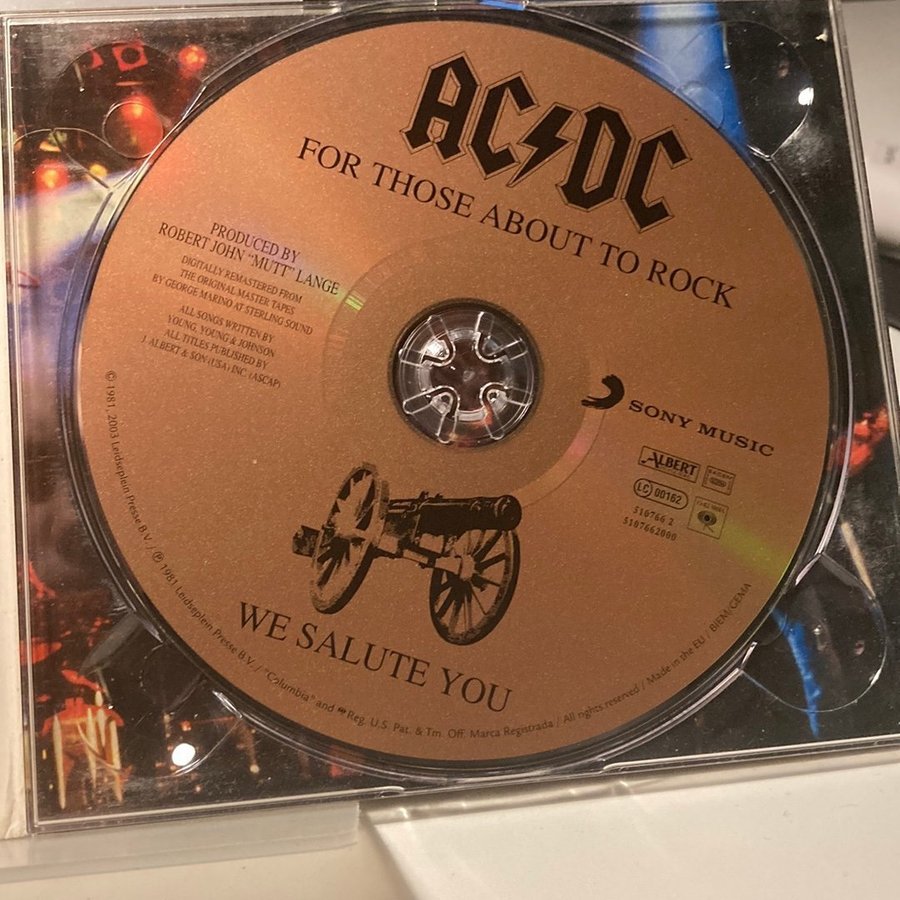 AC⚡DC
FOR THOSE ABOUT TO ROCK
PRODUCED BY
ROBERT JOHN "MUTT" LANGE
DIGITALLY REMASTERED FROM
THE ORIGINAL MASTER TAPES
BY GEORGE MARINO AT STERLING SOUND
ALL SONGS WRITTEN BY
YOUNG, YOUNG & JOHNSON
ALL TITLES PUBLISHED BY
J. ALBERT & SON (USA) INC. (ASCAP)
SONY MUSIC
ALBERT
LC 00162
510766 2
5107662000
WE SALUTE YOU
© 1981, 2003 Leidseplein Presse B.V. / ℗ 1981 Leidseplein Presse B.V. / "Columbia" and Reg. U.S. Pat. & Tm. Off. Marca Registrada / All rights reserved / Made in the EU / BIEM/GEMA